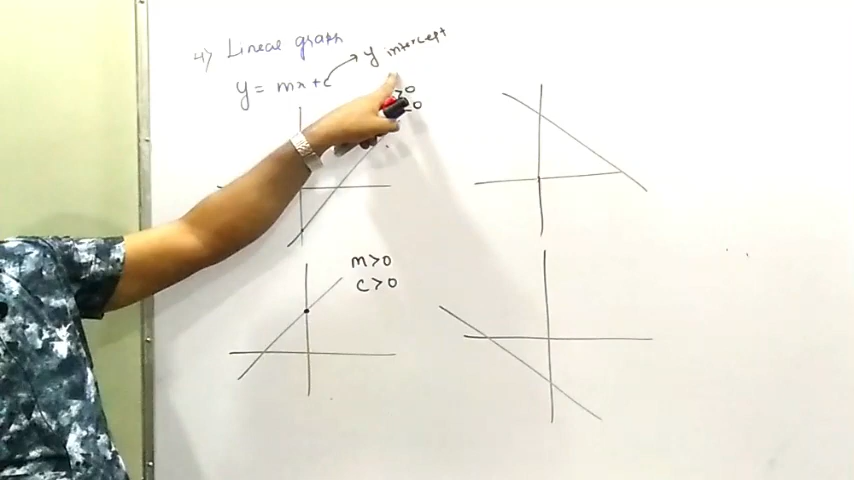 4) Linear graph
y intercept
y = mx + c
>0
m>0
c>0